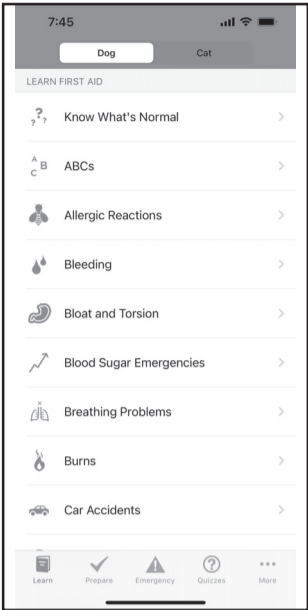 7:45
Dog Cat
LEARN FIRST AID
? ? ? ? Know What's Normal
A B C ABCs
Allergic Reactions
Bleeding
Bloat and Torsion
Blood Sugar Emergencies
Breathing Problems
Burns
Car Accidents
?
Learn Prepare Emergency Quizzes More